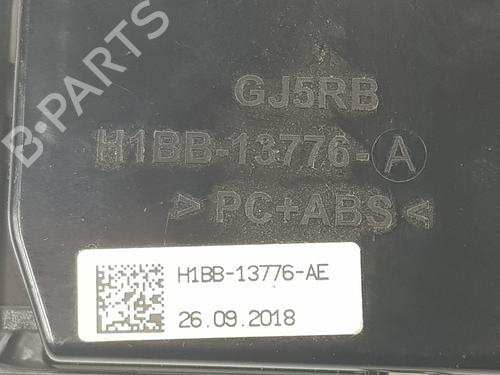 B-PARTS
GJ5RB
H1BB-13776-A
> PC+ABS <
H1BB-13776-AE
26.09.2018